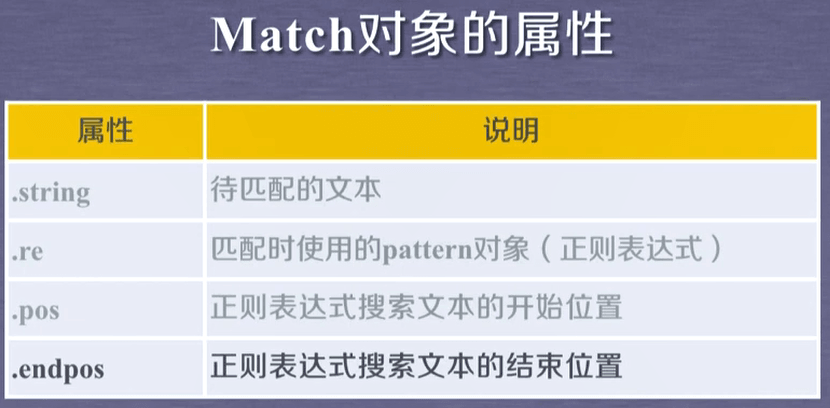 Match对象的属性
属性 说明
.string 待匹配的文本
.re 匹配时使用的pattern对象（正则表达式）
.pos 正则表达式搜索文本的开始位置
.endpos 正则表达式搜索文本的结束位置